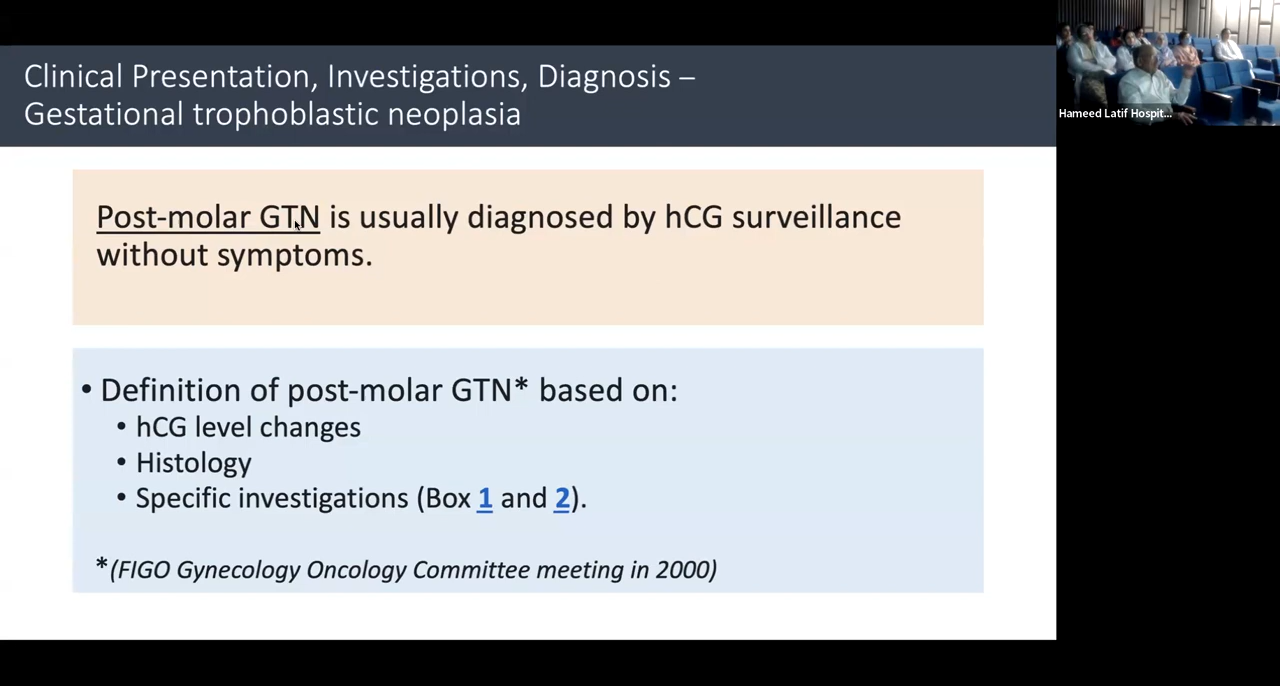 Clinical Presentation, Investigations, Diagnosis –
Gestational trophoblastic neoplasia
Hameed Latif Hospit...
Post-molar GTN is usually diagnosed by hCG surveillance
without symptoms.
• Definition of post-molar GTN* based on:
• hCG level changes
• Histology
• Specific investigations (Box 1 and 2).
*(FIGO Gynecology Oncology Committee meeting in 2000)